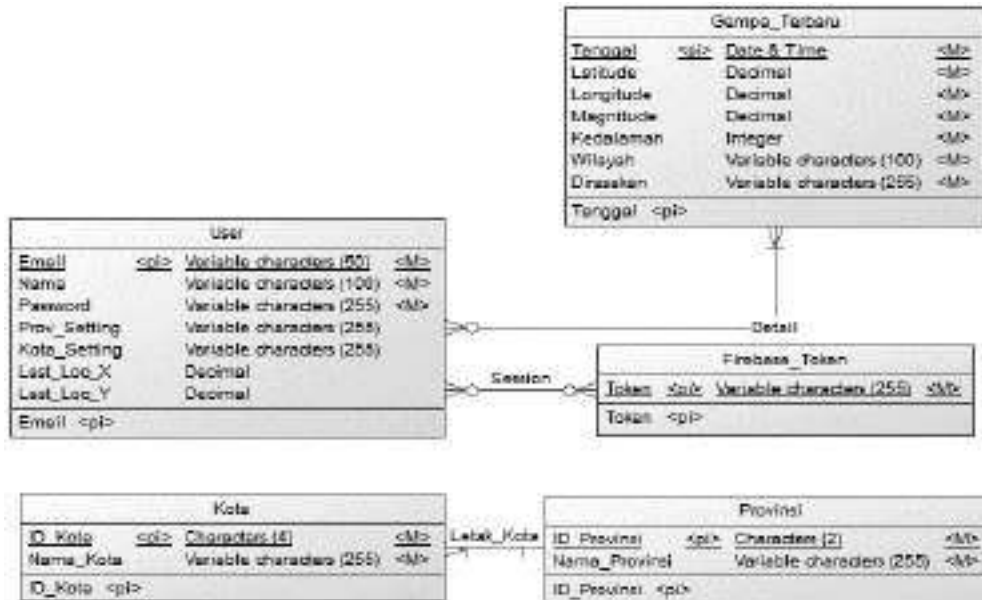 Gempa_Terbaru
Tanggal <pi> Date & Time <M>
Latitude Decimal <M>
Longitude Decimal <M>
Magnitude Decimal <M>
Kedalaman Integer <M>
Wilayah Variable characters (100) <M>
Dirasakan Variable characters (255) <M>
Tanggal <pi>
User
Email <pi> Variable characters (50) <M>
Nama Variable characters (100) <M>
Password Variable characters (255) <M>
Prov_Setting Variable characters (255)
Kota_Setting Variable characters (255)
Last_Loc_X Decimal
Last_Loc_Y Decimal
Email <pi>
Detail
Session
Firebase_Token
Token <pi> Variable characters (255) <M>
Token <pi>
Kota
ID_Kota <pi> Characters (4) <M>
Nama_Kota Variable characters (255) <M>
ID_Kota <pi>
Letak_Kota
Provinsi
ID_Provinsi <pi> Characters (2) <M>
Nama_Provinsi Variable characters (255) <M>
ID_Provinsi <pi>